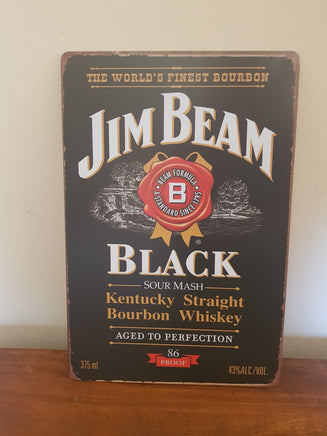 THE WORLD'S FINEST BOURBON
JIM BEAM
BEAM FORMULA
B
A STANDARD SINCE 1795
®
BLACK
SOUR MASH
Kentucky Straight
Bourbon Whiskey
AGED TO PERFECTION
86
PROOF
375 ml
43%ALC./VOL.